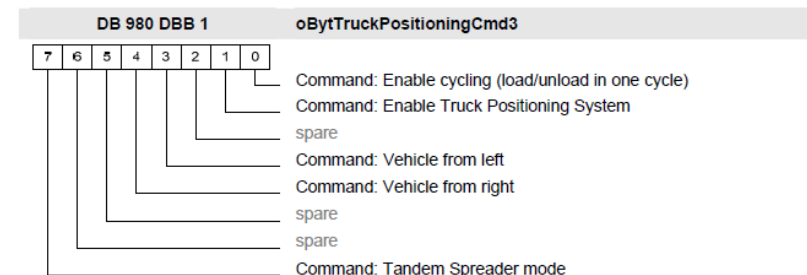 DB 980 DBB 1 oBytTruckPositioningCmd3
7 6 5 4 3 2 1 0
Command: Enable cycling (load/unload in one cycle)
Command: Enable Truck Positioning System
spare
Command: Vehicle from left
Command: Vehicle from right
spare
spare
Command: Tandem Spreader mode